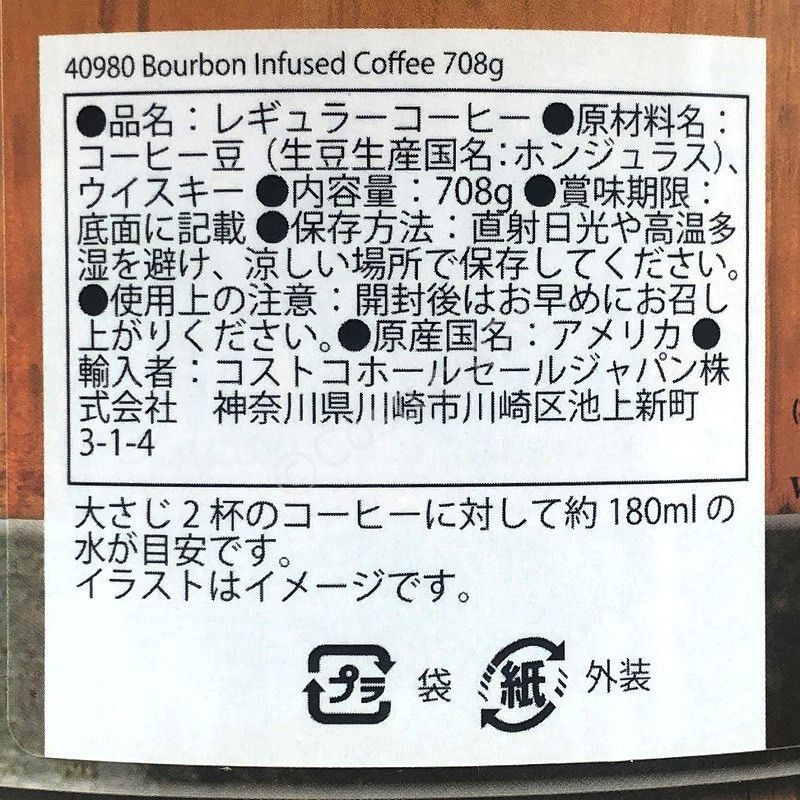 40980 Bourbon Infused Coffee 708g
●品名：レギュラーコーヒー ●原材料名：
コーヒー豆（生豆生産国名：ホンジュラス）、
ウイスキー ●内容量：708g ●賞味期限：
底面に記載 ●保存方法：直射日光や高温多
湿を避け、涼しい場所で保存してください。
●使用上の注意：開封後はお早めにお召し
上がりください。●原産国名：アメリカ ●
輸入者：コストコホールセールジャパン株
式会社　神奈川県川崎市川崎区池上新町
3-1-4
大さじ2杯のコーヒーに対して約180mlの
水が目安です。
イラストはイメージです。
プラ 袋 紙 外装